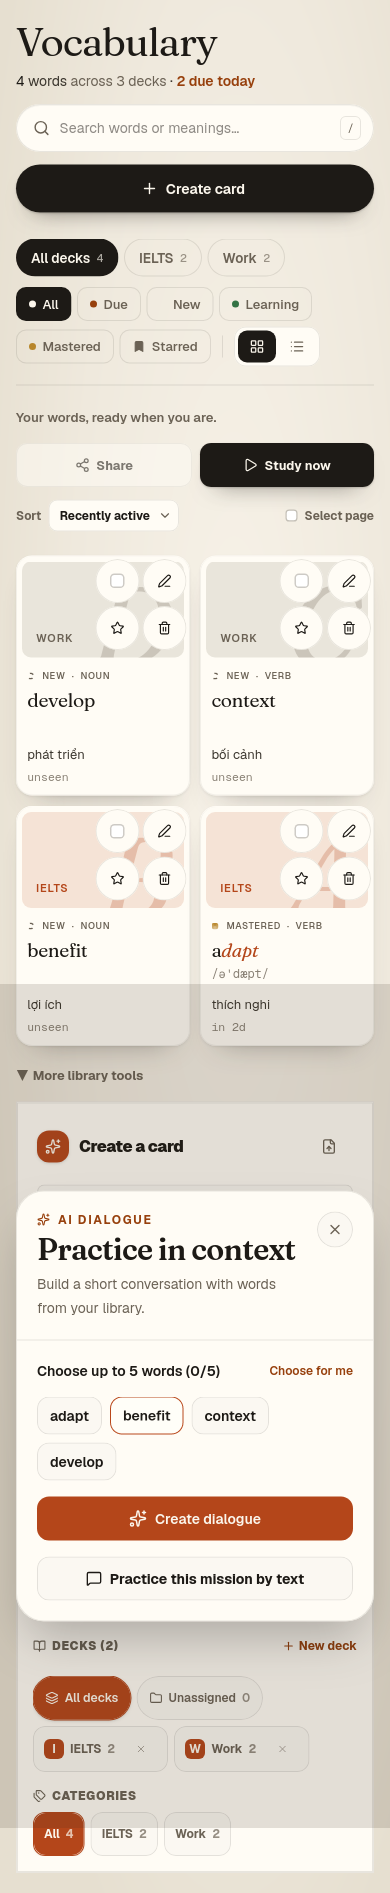 Vocabulary
4 words across 3 decks · 2 due today
Search words or meanings... /
+ Create card
All decks 4 IELTS 2 Work 2
All Due New Learning
Mastered Starred
Your words, ready when you are.
Share Study now
Sort Recently active Select page
WORK WORK
NEW · NOUN NEW · VERB
develop context
phát triển bối cảnh
unseen unseen
IELTS IELTS
NEW · NOUN MASTERED · VERB
benefit adapt
/əˈdæpt/
lợi ích thích nghi
unseen in 2d
▼ More library tools
Create a card
AI DIALOGUE
Practice in context
Build a short conversation with words
from your library.
Choose up to 5 words (0/5) Choose for me
adapt benefit context
develop
Create dialogue
Practice this mission by text
DECKS (2) + New deck
All decks Unassigned 0
I IELTS 2 × W Work 2 ×
CATEGORIES
All 4 IELTS 2 Work 2